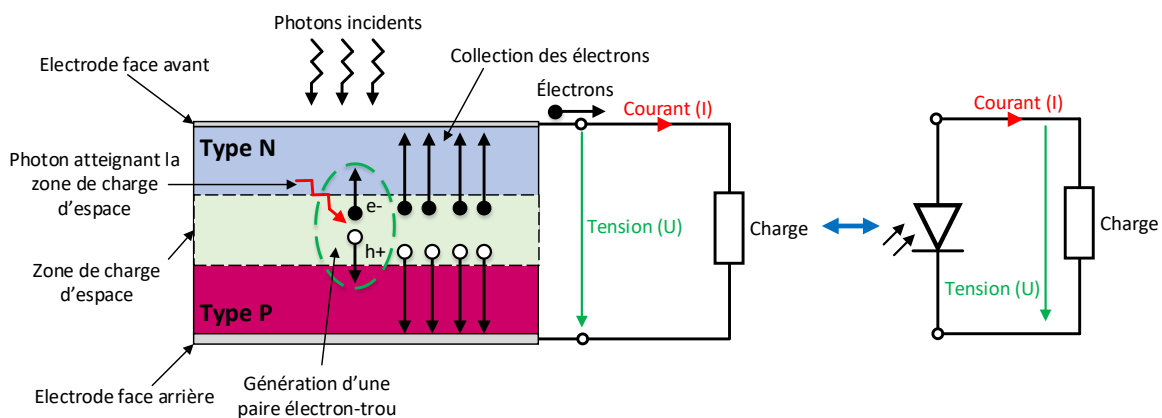 Photons incidents
Electrode face avant
Collection des électrons
Électrons
Courant (I)
Type N
Photon atteignant la
zone de charge
d'espace
e-
h+
Tension (U)
Charge
Zone de charge
d'espace
Type P
Electrode face arrière
Génération d'une
paire électron-trou
Courant (I)
Charge
Tension (U)